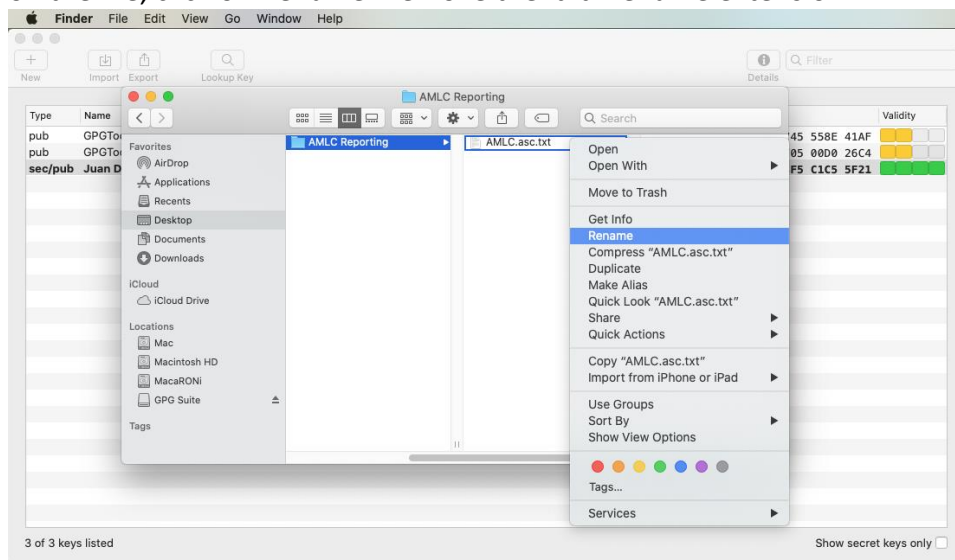 Finder File Edit View Go Window Help
New Import Export Lookup Key Details Filter
AMLC Reporting
Search
Type Name Validity
pub GPGToo 745 558E 41AF
pub GPGToo 05 00D0 26C4
sec/pub Juan D F5 C1C5 5F21
Favorites
AirDrop
Applications
Recents
Desktop
Documents
Downloads
iCloud
iCloud Drive
Locations
Mac
Macintosh HD
MacaRONi
GPG Suite
Tags
AMLC Reporting
AMLC.asc.txt
Open
Open With
Move to Trash
Get Info
Rename
Compress “AMLC.asc.txt”
Duplicate
Make Alias
Quick Look “AMLC.asc.txt”
Share
Quick Actions
Copy “AMLC.asc.txt”
Import from iPhone or iPad
Use Groups
Sort By
Show View Options
Tags...
Services
3 of 3 keys listed
Show secret keys only